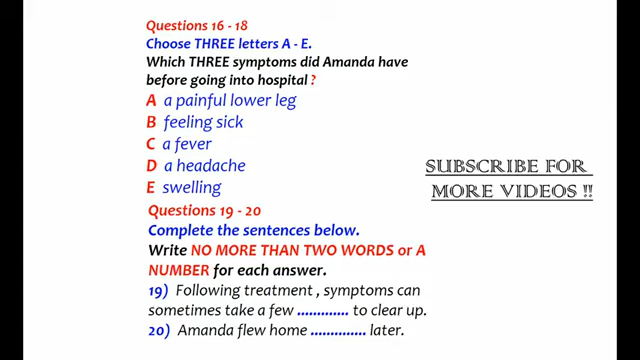 Questions 16 - 18
Choose THREE letters A - E.
Which THREE symptoms did Amanda have
before going into hospital ?
A a painful lower leg
B feeling sick
C a fever
D a headache
E swelling
Questions 19 - 20
Complete the sentences below.
Write NO MORE THAN TWO WORDS or A
NUMBER for each answer.
19) Following treatment , symptoms can
sometimes take a few ............. to clear up.
20) Amanda flew home .............. later.
SUBSCRIBE FOR
MORE VIDEOS !!